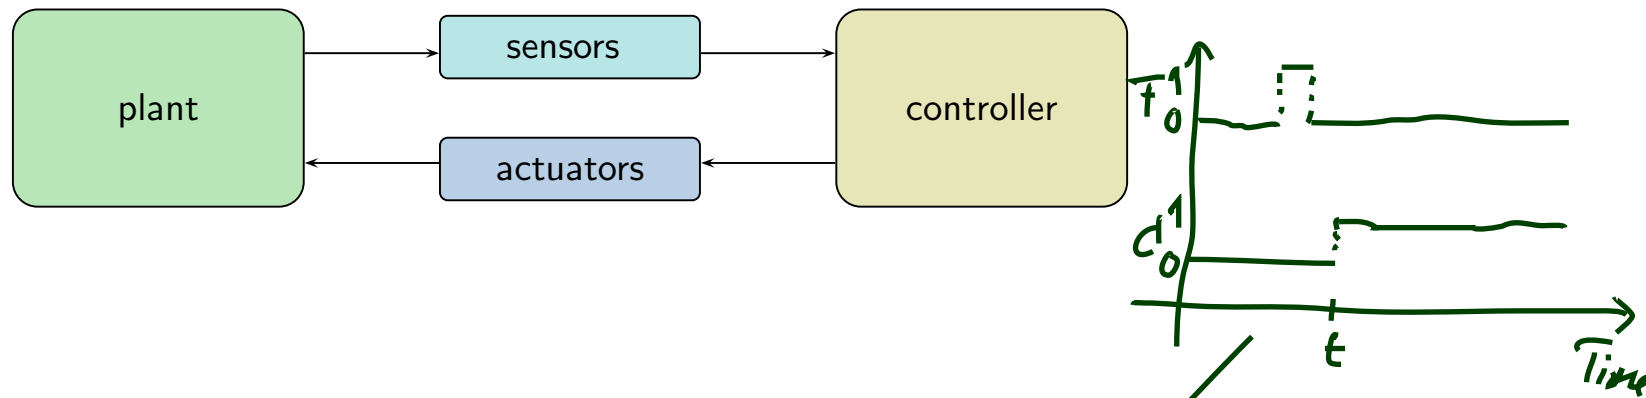 sensors
plant
controller
actuators
1
0
1
0
t
Time